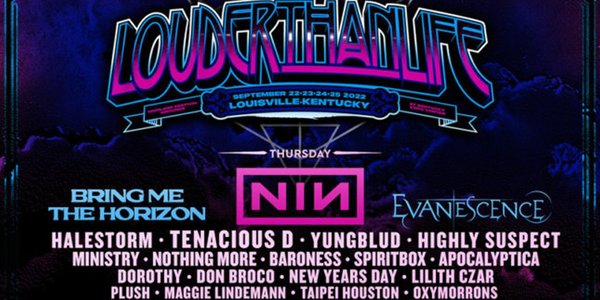 LOUDER THAN LIFE
SEPTEMBER 22-23-24-25 2022
LOUISVILLE·KENTUCKY
THURSDAY
BRING ME
THE HORIZON
NIN
EVANESCENCE
HALESTORM · TENACIOUS D · YUNGBLUD · HIGHLY SUSPECT
MINISTRY · NOTHING MORE · BARONESS · SPIRITBOX · APOCALYPTICA
DOROTHY · DON BROCO · NEW YEARS DAY · LILITH CZAR
PLUSH · MAGGIE LINDEMANN · TAIPEI HOUSTON · OXYMORRONS